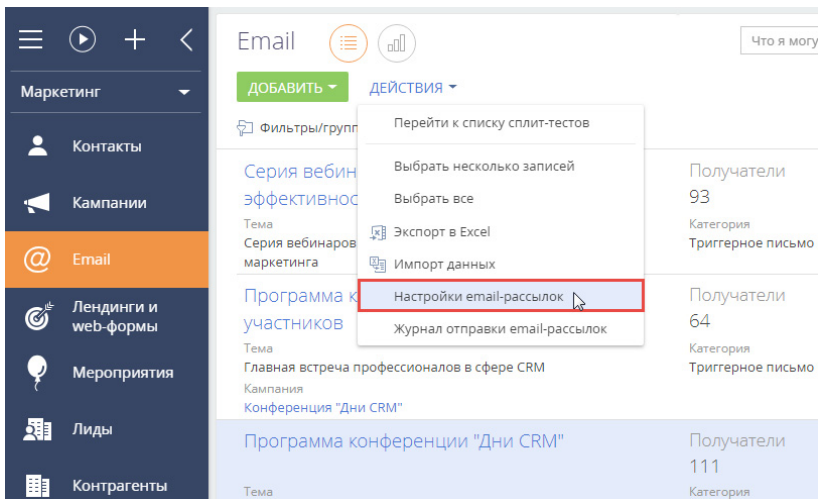 Email
Что я могу
Маркетинг
ДОБАВИТЬ
ДЕЙСТВИЯ
Фильтры/групп
Перейти к списку сплит-тестов
Выбрать несколько записей
Выбрать все
Экспорт в Excel
Импорт данных
Настройки email-рассылок
Журнал отправки email-рассылок
Контакты
Кампании
Email
Лендинги и
web-формы
Мероприятия
Лиды
Контрагенты
Серия вебин
эффективнос
Тема
Серия вебинаров
маркетинга
Получатели
93
Категория
Триггерное письмо
Программа к
участников
Тема
Главная встреча профессионалов в сфере CRM
Кампания
Конференция "Дни CRM"
Получатели
64
Категория
Триггерное письмо
Программа конференции "Дни CRM"
Тема
Получатели
111
Категория